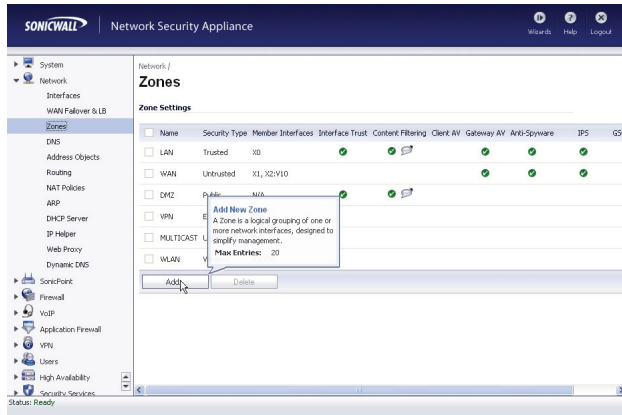 SONICWALL
Network Security Appliance
Wizards
Help
Logout
System
Network
Interfaces
WAN Failover & LB
Zones
DNS
Address Objects
Routing
NAT Policies
ARP
DHCP Server
IP Helper
Web Proxy
Dynamic DNS
SonicPoint
Firewall
VoIP
Application Firewall
VPN
Users
High Availability
Security Services
Status: Ready
Network /
Zones
Zone Settings
Name Security Type Member Interfaces Interface Trust Content Filtering Client AV Gateway AV Anti-Spyware IPS
LAN Trusted X0
WAN Untrusted X1, X2:V10
DMZ Public N/A
VPN
MULTICAST
WLAN
Add New Zone
A Zone is a logical grouping of one or
more network interfaces, designed to
simplify management.
Max Entries: 20
Add
Delete